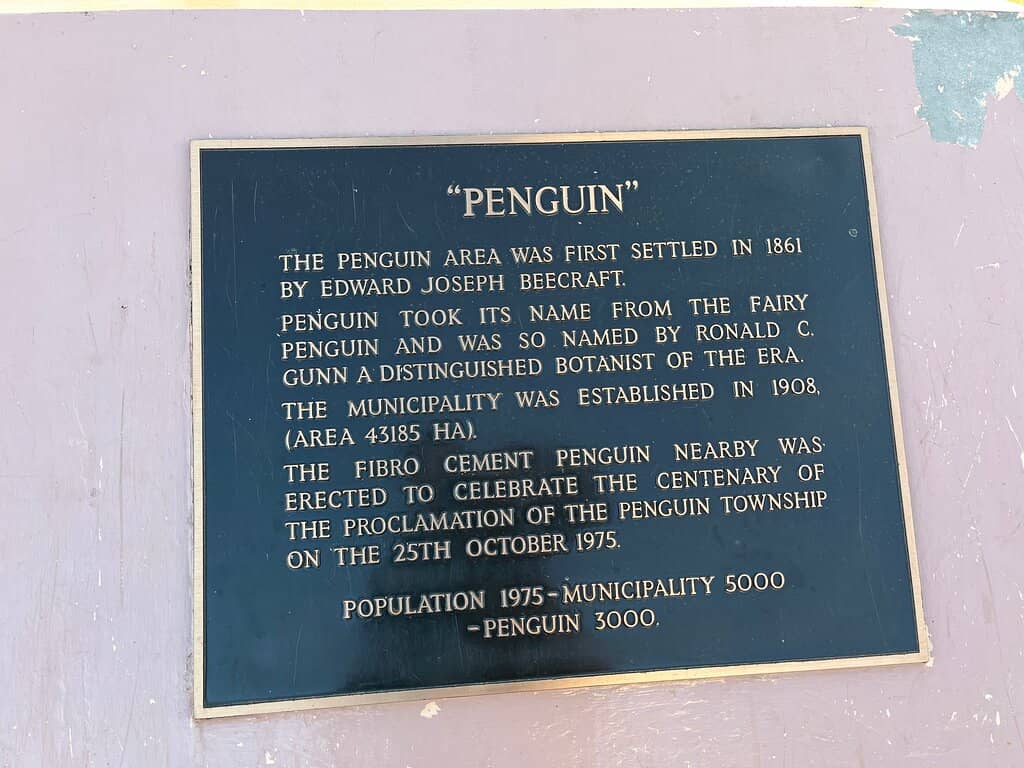 “PENGUIN”
THE PENGUIN AREA WAS FIRST SETTLED IN 1861
BY EDWARD JOSEPH BEECRAFT.
PENGUIN TOOK ITS NAME FROM THE FAIRY
PENGUIN AND WAS SO NAMED BY RONALD C.
GUNN A DISTINGUISHED BOTANIST OF THE ERA.
THE MUNICIPALITY WAS ESTABLISHED IN 1908,
(AREA 43185 HA).
THE FIBRO CEMENT PENGUIN NEARBY WAS
ERECTED TO CELEBRATE THE CENTENARY OF
THE PROCLAMATION OF THE PENGUIN TOWNSHIP
ON THE 25TH OCTOBER 1975.
POPULATION 1975-MUNICIPALITY 5000
-PENGUIN 3000.